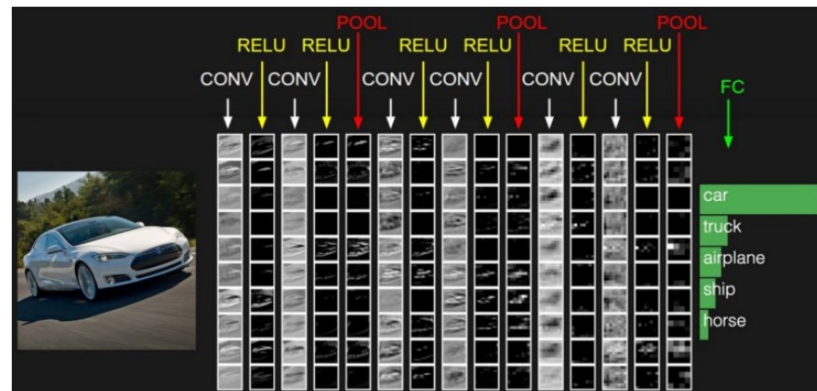 POOL POOL POOL
RELU RELU RELU RELU RELU RELU
CONV CONV CONV CONV CONV CONV FC
car
truck
airplane
ship
horse